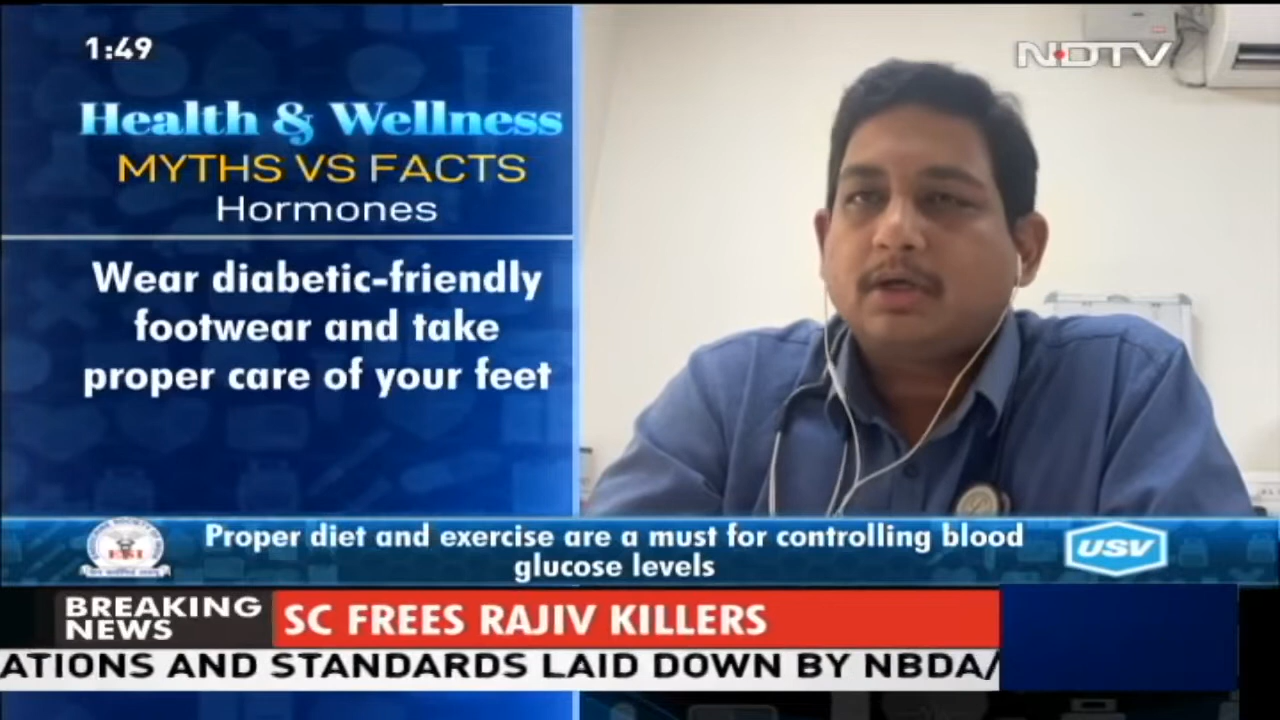 1:49
NDTV
Health & Wellness
MYTHS VS FACTS
Hormones
Wear diabetic-friendly
footwear and take
proper care of your feet
Proper diet and exercise are a must for controlling blood
glucose levels
ESI
USV
BREAKING
NEWS
SC FREES RAJIV KILLERS
ATIONS AND STANDARDS LAID DOWN BY NBDA/